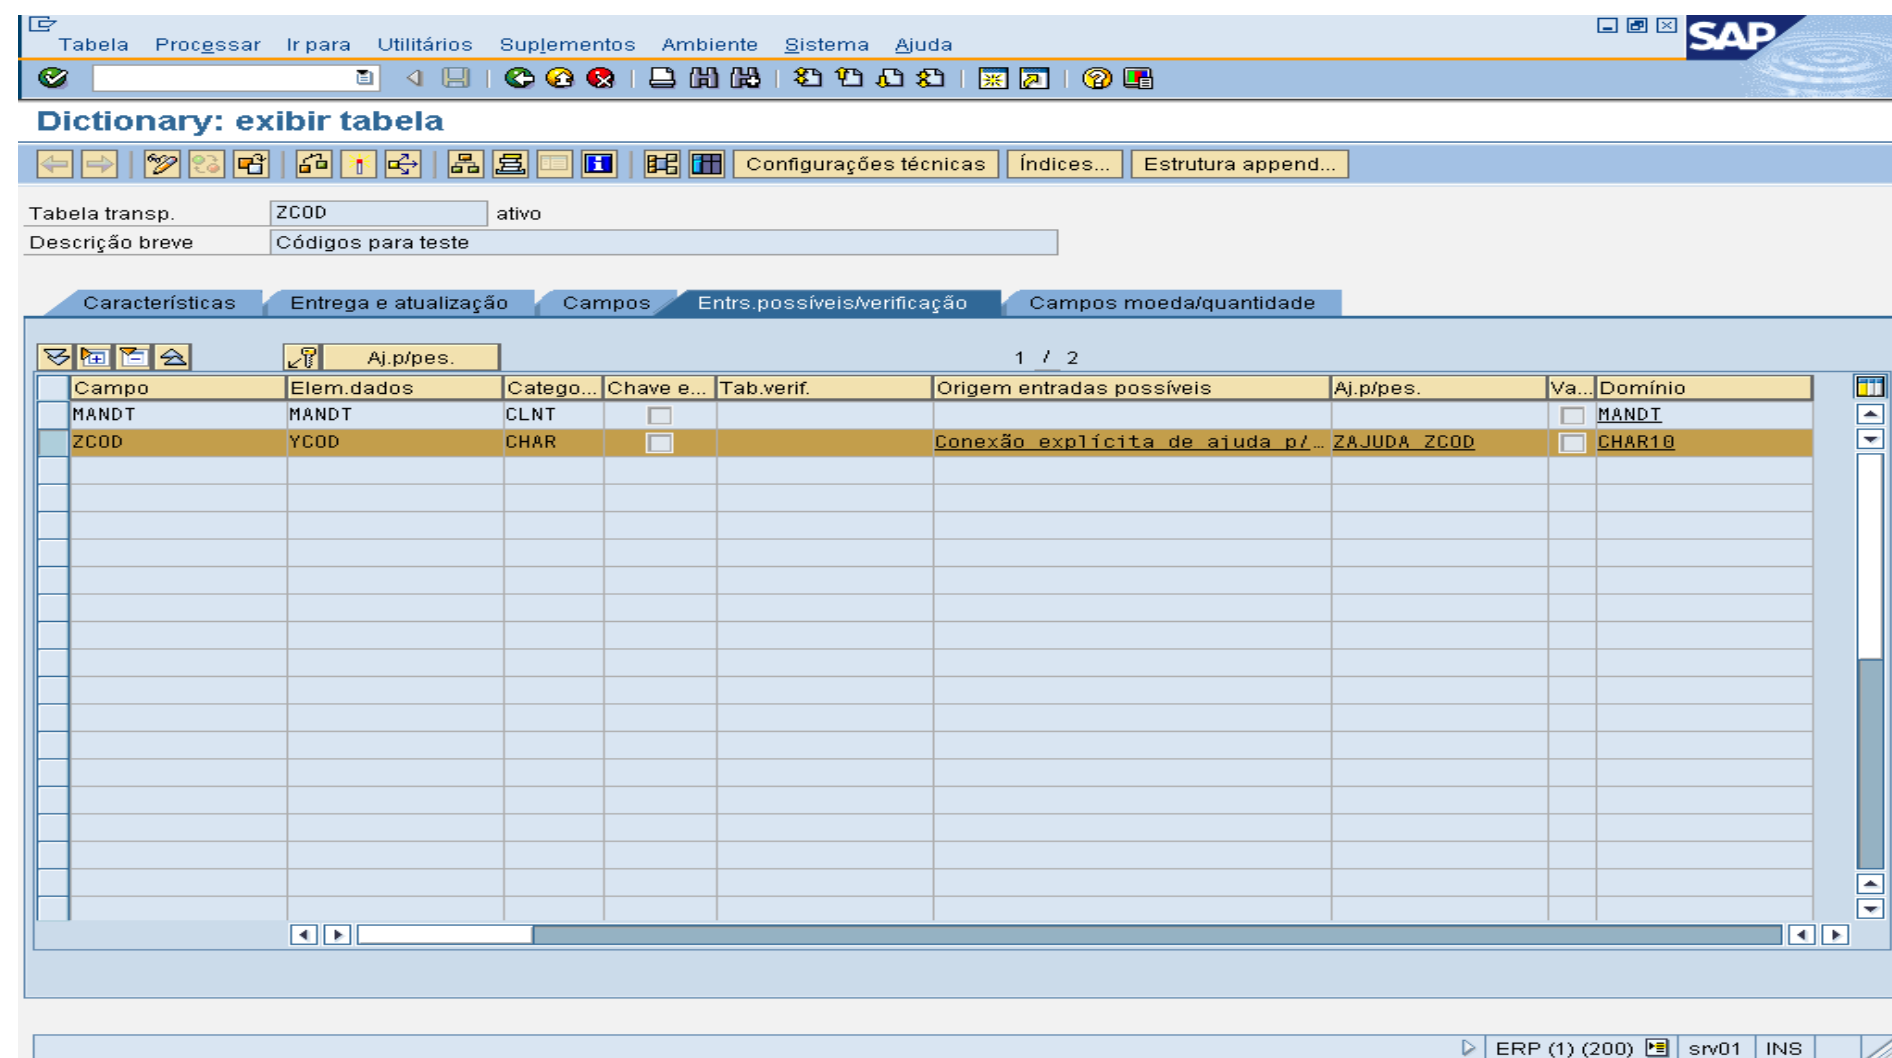 SAP
Tabela Processar Ir para Utilitários Suplementos Ambiente Sistema Ajuda
Dictionary: exibir tabela
Configurações técnicas Índices... Estrutura append...
Tabela transp. ZCOD ativo
Descrição breve Códigos para teste
Características Entrega e atualização Campos Entrs.possíveis/verificação Campos moeda/quantidade
Aj.p/pes. 1 / 2
Campo Elem.dados Catego... Chave e... Tab.verif. Origem entradas possíveis Aj.p/pes. Va... Domínio
MANDT MANDT CLNT MANDT
ZCOD YCOD CHAR Conexão explícita de ajuda p/… ZAJUDA_ZCOD CHAR10
ERP (1) (200) srv01 INS